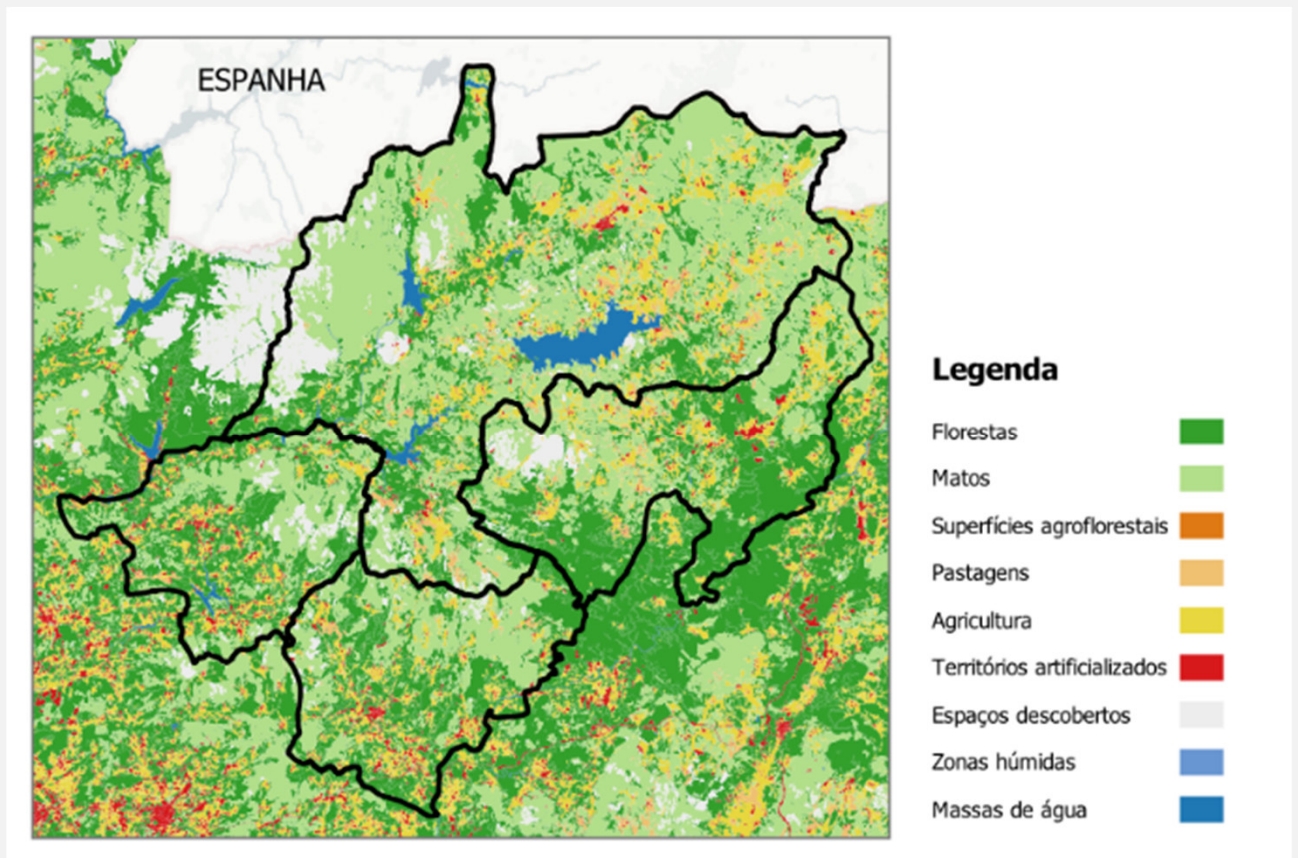 ESPANHA
Legenda
Florestas
Matos
Superfícies agroflorestais
Pastagens
Agricultura
Territórios artificializados
Espaços descobertos
Zonas húmidas
Massas de água